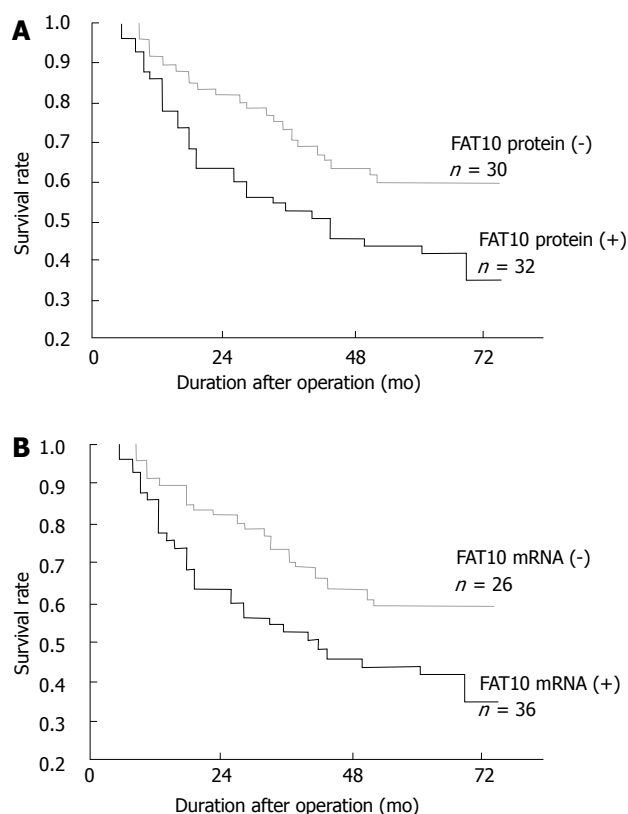 A
1.0
0.9
0.8
0.7
0.6
0.5
0.4
0.3
0.2
Survival rate
FAT10 protein (-)
n = 30
FAT10 protein (+)
n = 32
0 24 48 72
Duration after operation (mo)
B
1.0
0.9
0.8
0.7
0.6
0.5
0.4
0.3
0.2
Survival rate
FAT10 mRNA (-)
n = 26
FAT10 mRNA (+)
n = 36
0 24 48 72
Duration after operation (mo)